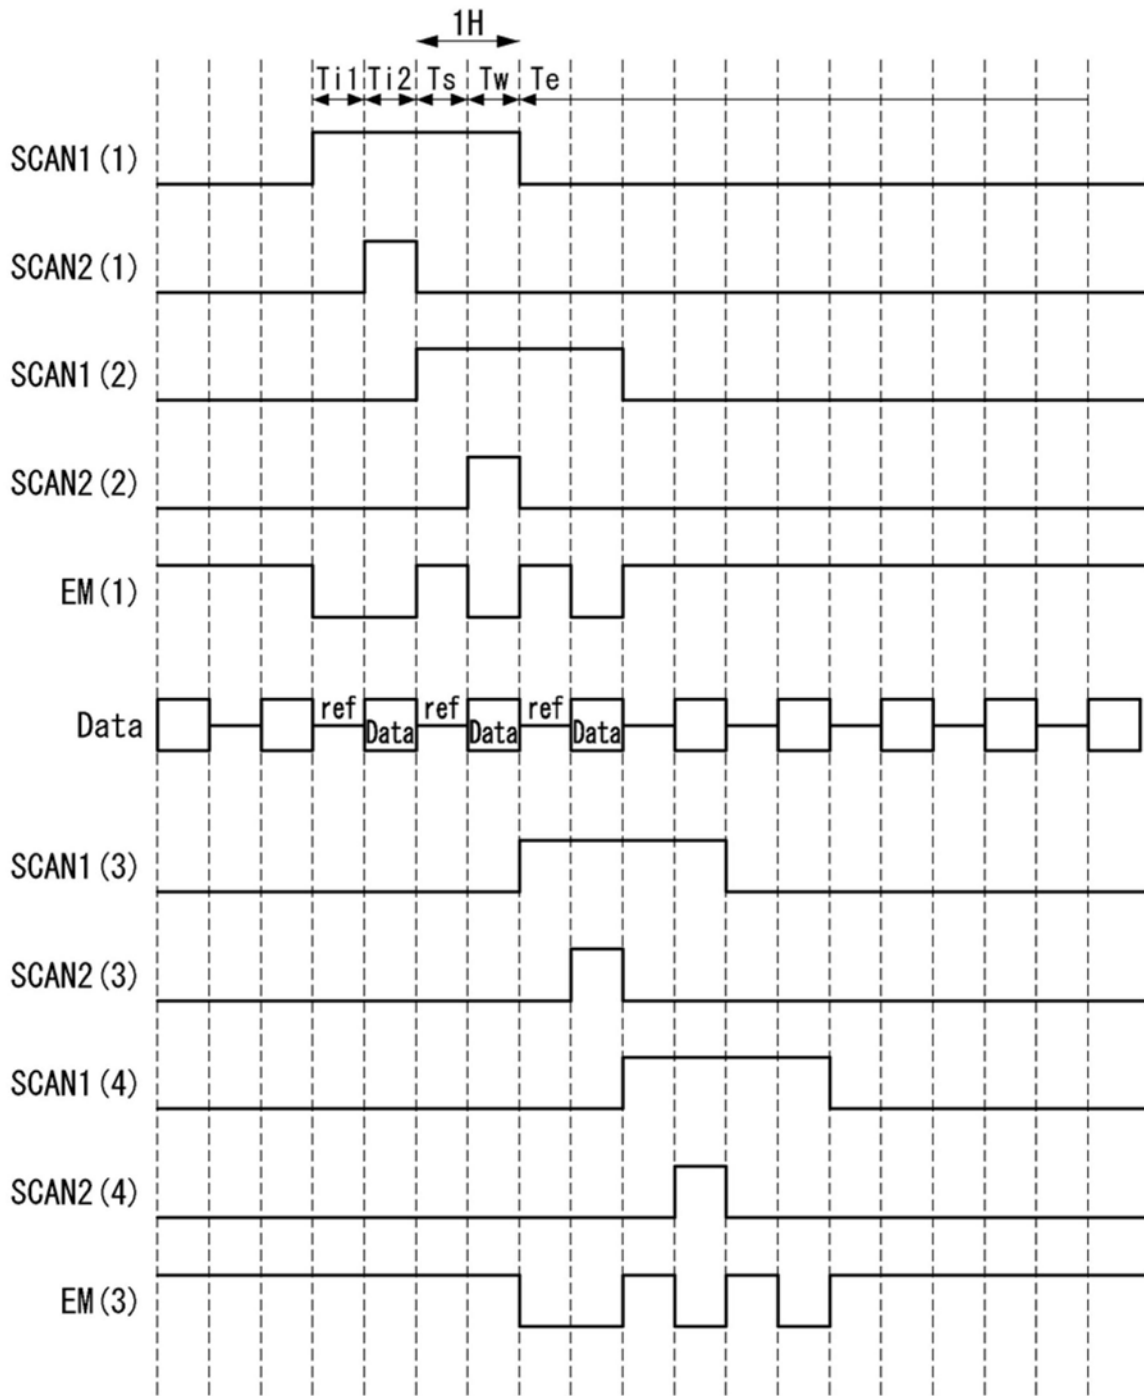 1H
Ti1 Ti2 Ts Tw Te
SCAN1(1)
SCAN2(1)
SCAN1(2)
SCAN2(2)
EM(1)
ref ref ref
Data Data Data Data
SCAN1(3)
SCAN2(3)
SCAN1(4)
SCAN2(4)
EM(3)